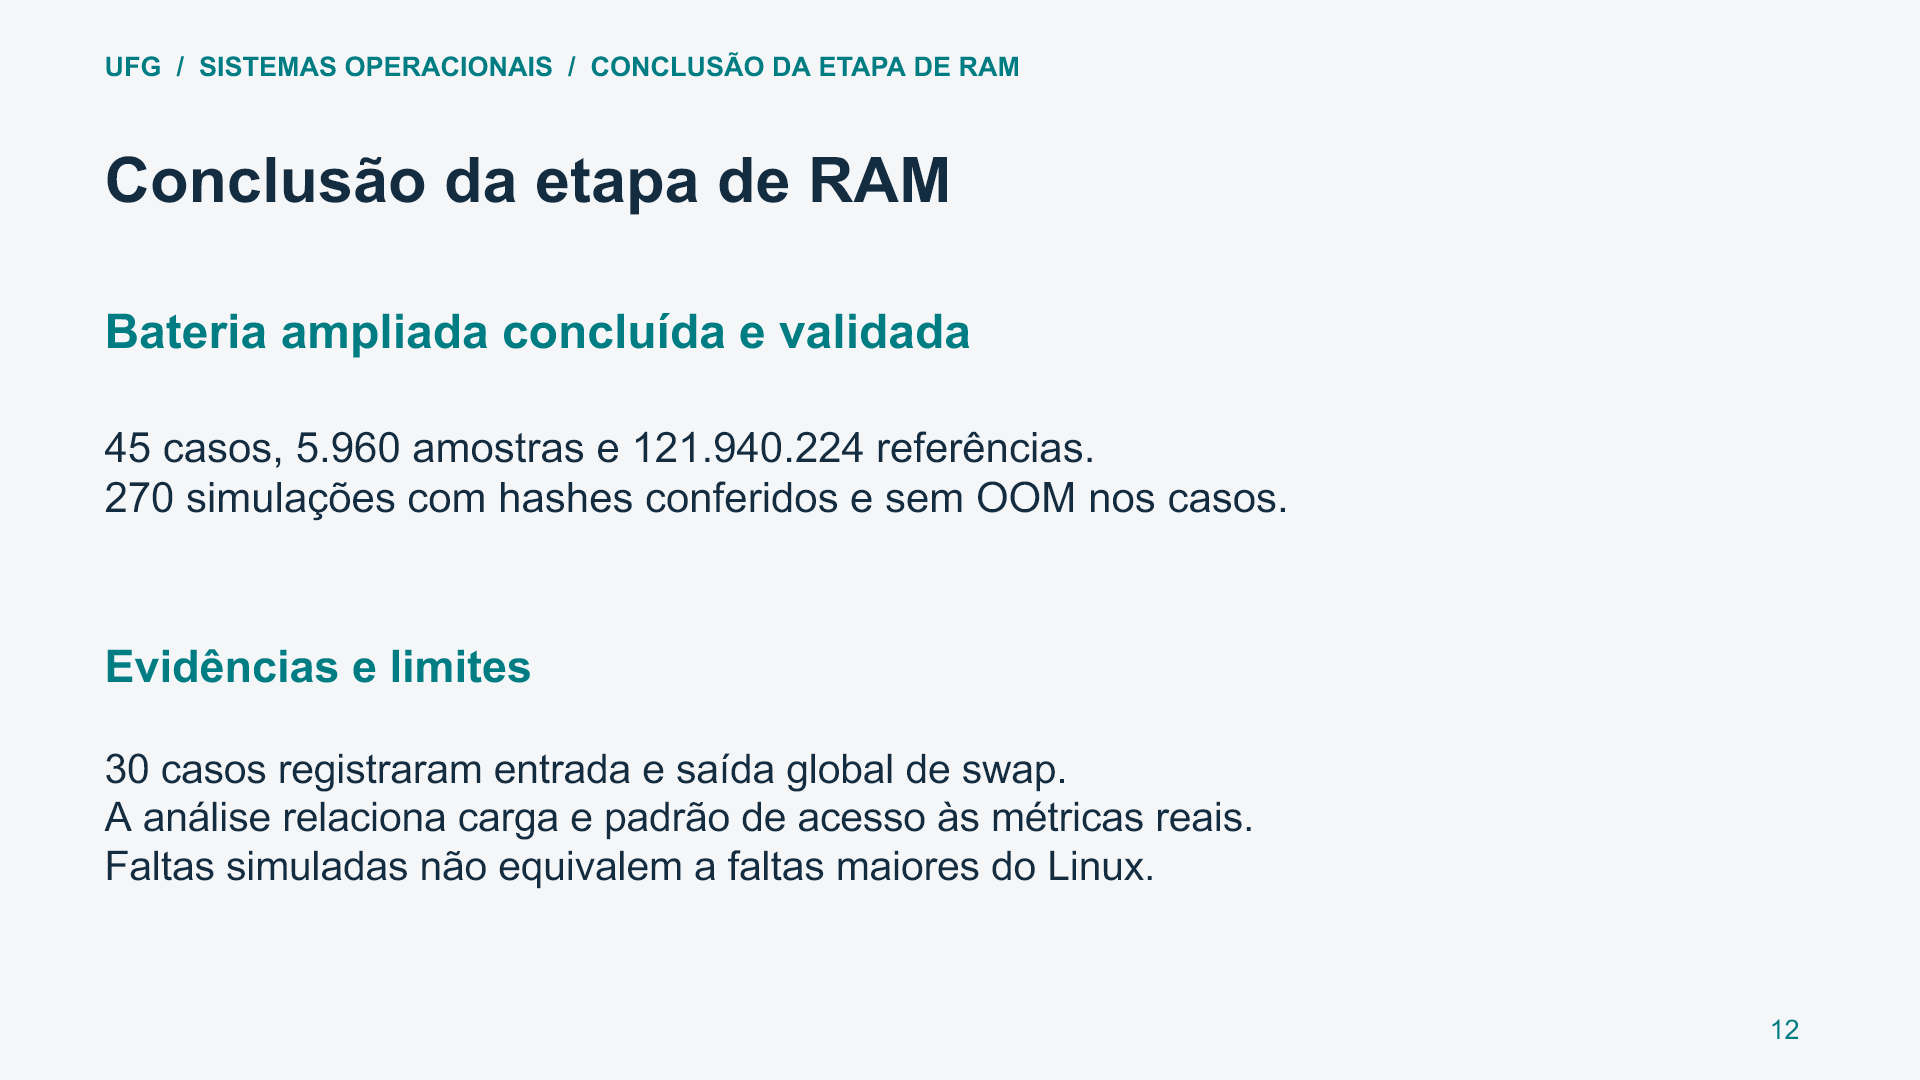 UFG / SISTEMAS OPERACIONAIS / CONCLUSÃO DA ETAPA DE RAM
Conclusão da etapa de RAM
Bateria ampliada concluída e validada
45 casos, 5.960 amostras e 121.940.224 referências.
270 simulações com hashes conferidos e sem OOM nos casos.
Evidências e limites
30 casos registraram entrada e saída global de swap.
A análise relaciona carga e padrão de acesso às métricas reais.
Faltas simuladas não equivalem a faltas maiores do Linux.
12